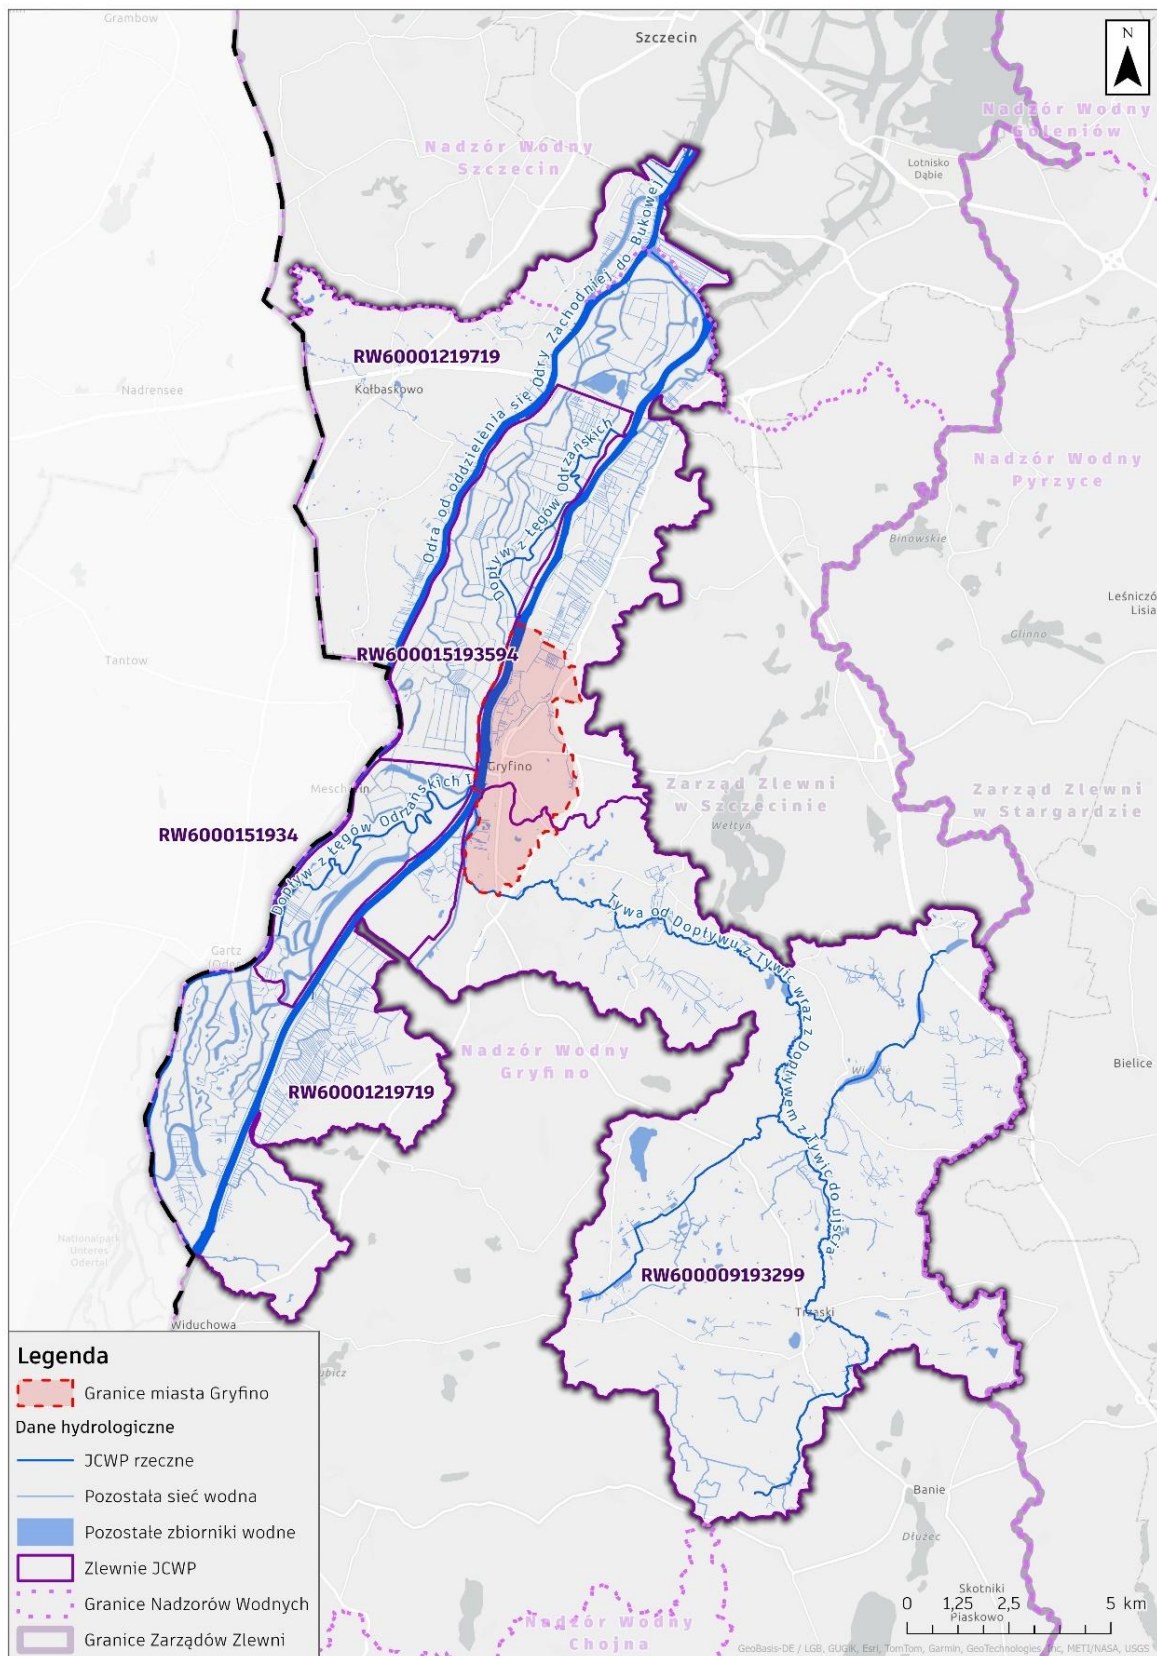 Grambow
Szczecin
N
Nadzór Wodny
Goleniów
Nadzór Wodny
Szczecin
Lotnisko
Dąbie
Odra od oddzielenia się Odry Zachodniej do Bukowej
RW60001219719
Kołbaskowo
Nadrensee
Dopływ z Łęgów Odrzańskich
Nadzór Wodny
Pyrzyce
Binowskie
Glinno
Tantow
RW600015193594
Gryfino
Dopływ z Łęgów Odrzańskich I
RW6000151934
Zarząd Zlewni
w Szczecinie
Wełtyń
Zarząd Zlewni
w Stargardzie
Tywa od Dopływu z Tywic wraz z Dopływem z Tywic do ujścia
Gartz
Nadzór Wodny
Gryfino
Bielice
RW60001219719
Nationalpark
Unteres
Odertal
RW600009193299
Trzaski
Widuchowa
Banie
Dłużec
Skotniki
Piaskowo
Nadzór Wodny
Chojna
Legenda
Granice miasta Gryfino
Dane hydrologiczne
JCWP rzeczne
Pozostała sieć wodna
Pozostałe zbiorniki wodne
Zlewnie JCWP
Granice Nadzorów Wodnych
Granice Zarządów Zlewni
0 1,25 2,5 5 km
GeoBasis-DE / LGB, GUGiK, Esri, TomTom, Garmin, GeoTechnologies, Inc, METI/NASA, USGS